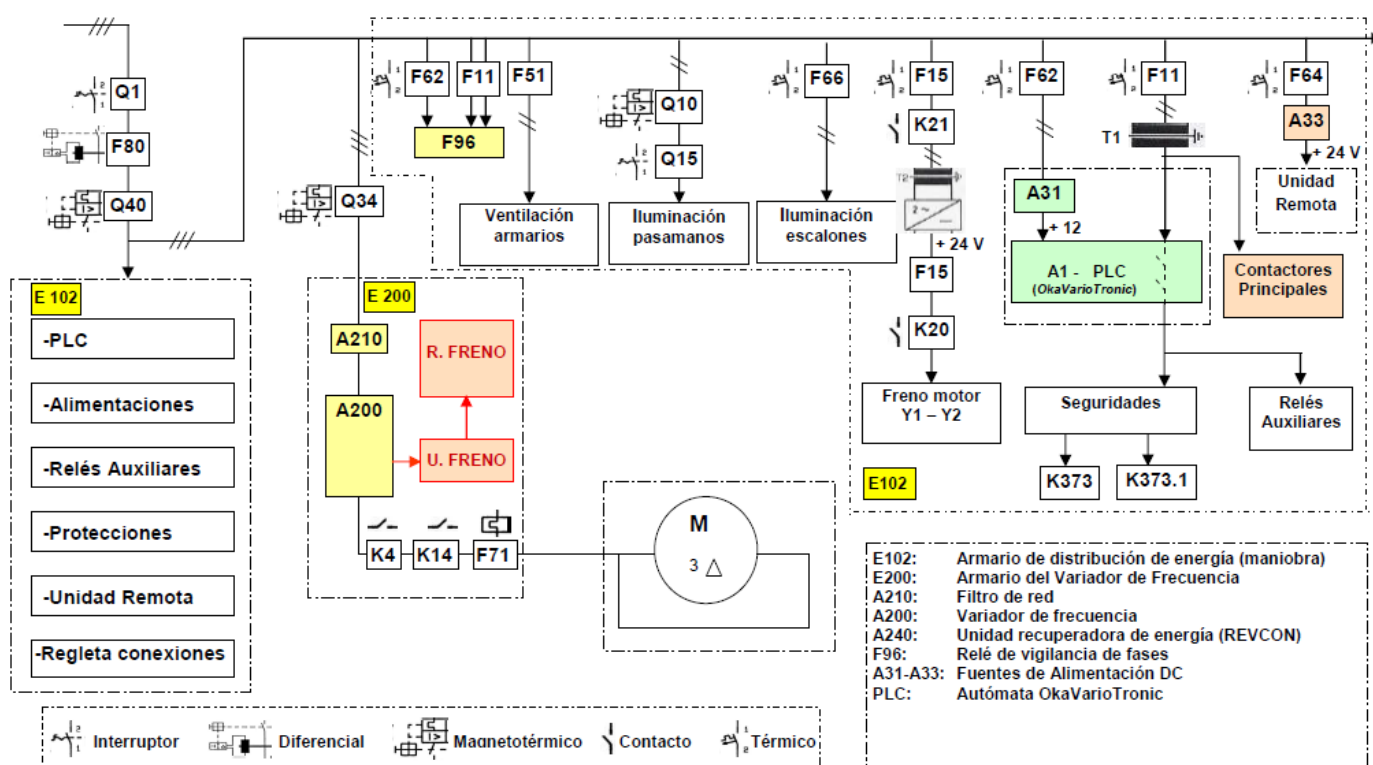 Q1
F80
Q40
E 102
-PLC
-Alimentaciones
-Relés Auxiliares
-Protecciones
-Unidad Remota
-Regleta conexiones
Q34
E 200
A210
A200
R. FRENO
U. FRENO
K4
K14
F71
M
3 △
F62
F11
F96
F51
Ventilación
armarios
Q10
Q15
Iluminación
pasamanos
F66
Iluminación
escalones
F15
K21
T2
2 ~
+ 24 V
F15
K20
Freno motor
Y1 – Y2
E102
F62
A31
+ 12
A1 - PLC
(OkaVarioTronic)
F11
T1
Contactores
Principales
Seguridades
K373
K373.1
Relés
Auxiliares
F64
A33
+ 24 V
Unidad
Remota
E102: Armario de distribución de energía (maniobra)
E200: Armario del Variador de Frecuencia
A210: Filtro de red
A200: Variador de frecuencia
A240: Unidad recuperadora de energía (REVCON)
F96: Relé de vigilancia de fases
A31-A33: Fuentes de Alimentación DC
PLC: Autómata OkaVarioTronic
Interruptor
Diferencial
Magnetotérmico
Contacto
Térmico